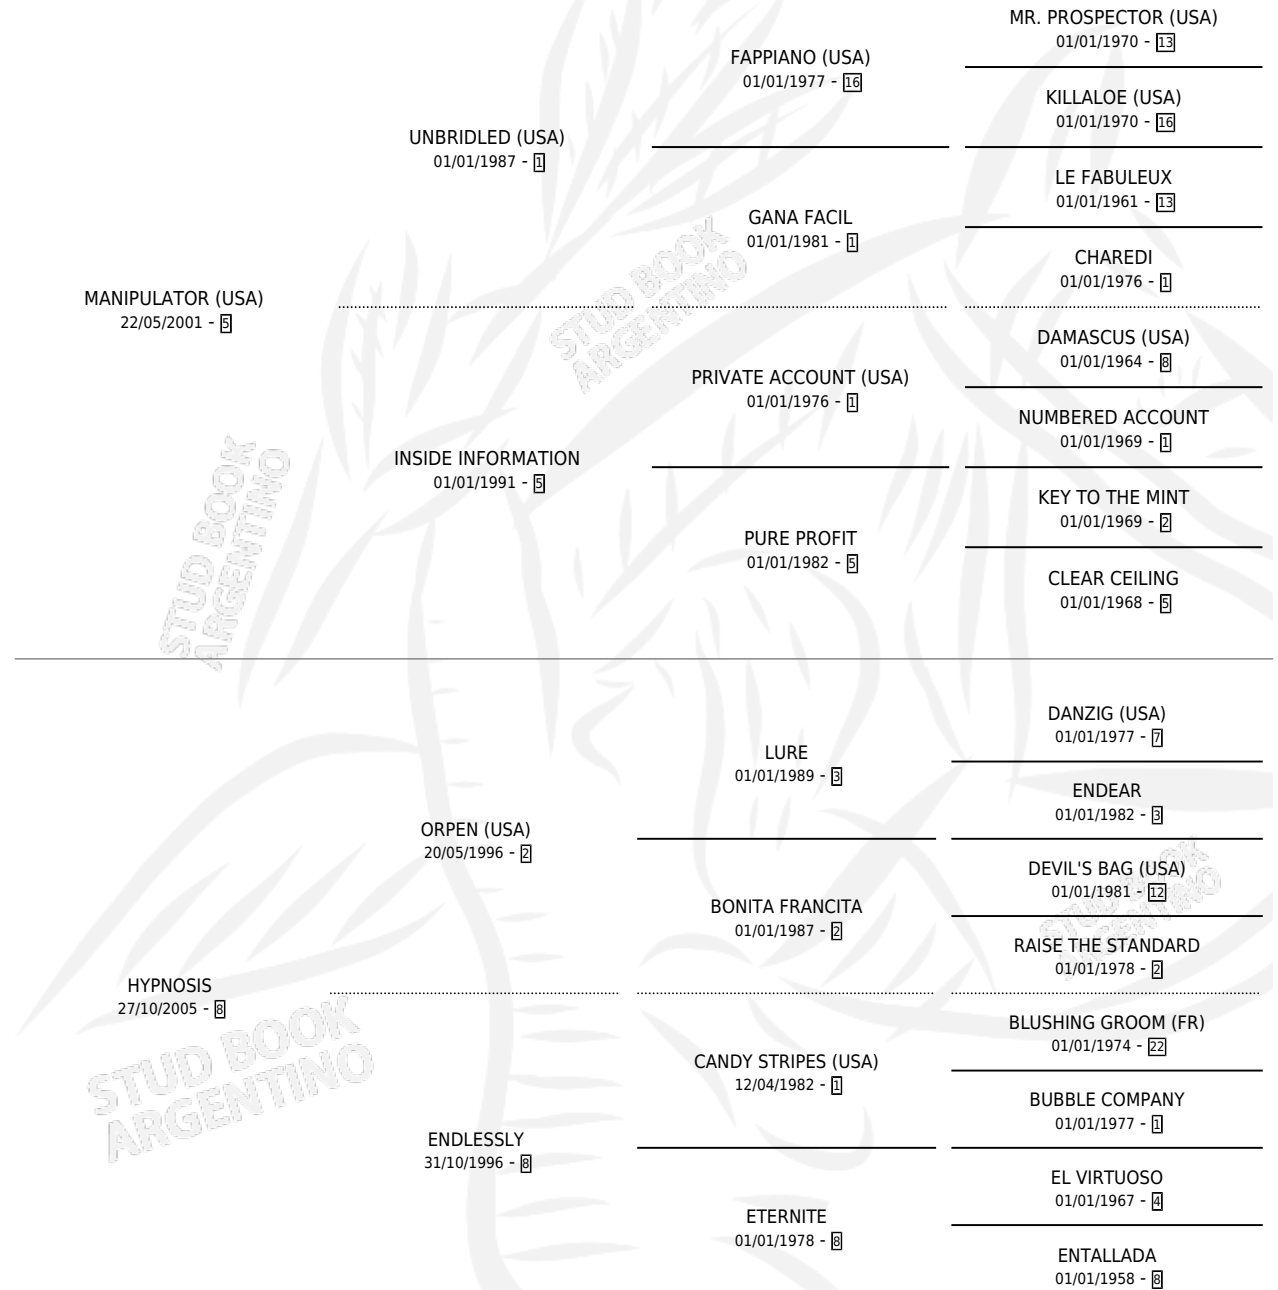 MR. PROSPECTOR (USA)
01/01/1970 - 13
FAPPIANO (USA)
01/01/1977 - 16
KILLALOE (USA)
01/01/1970 - 16
UNBRIDLED (USA)
01/01/1987 - 1
LE FABULEUX
01/01/1961 - 13
GANA FACIL
01/01/1981 - 1
CHAREDI
01/01/1976 - 1
MANIPULATOR (USA)
22/05/2001 - 5
STUD BOOK
ARGENTINO
DAMASCUS (USA)
01/01/1964 - 8
PRIVATE ACCOUNT (USA)
01/01/1976 - 1
NUMBERED ACCOUNT
01/01/1969 - 1
INSIDE INFORMATION
01/01/1991 - 5
KEY TO THE MINT
01/01/1969 - 2
PURE PROFIT
01/01/1982 - 5
CLEAR CEILING
01/01/1968 - 5
STUD BOOK
ARGENTINO
DANZIG (USA)
01/01/1977 - 7
LURE
01/01/1989 - 3
ENDEAR
01/01/1982 - 3
ORPEN (USA)
20/05/1996 - 2
DEVIL'S BAG (USA)
01/01/1981 - 12
BONITA FRANCITA
01/01/1987 - 2
STUD BOOK
ARGENTINO
RAISE THE STANDARD
01/01/1978 - 2
HYPNOSIS
27/10/2005 - 8
BLUSHING GROOM (FR)
01/01/1974 - 22
CANDY STRIPES (USA)
12/04/1982 - 1
BUBBLE COMPANY
01/01/1977 - 1
STUD BOOK
ARGENTINO
ENDLESSLY
31/10/1996 - 8
EL VIRTUOSO
01/01/1967 - 4
ETERNITE
01/01/1978 - 8
ENTALLADA
01/01/1958 - 8